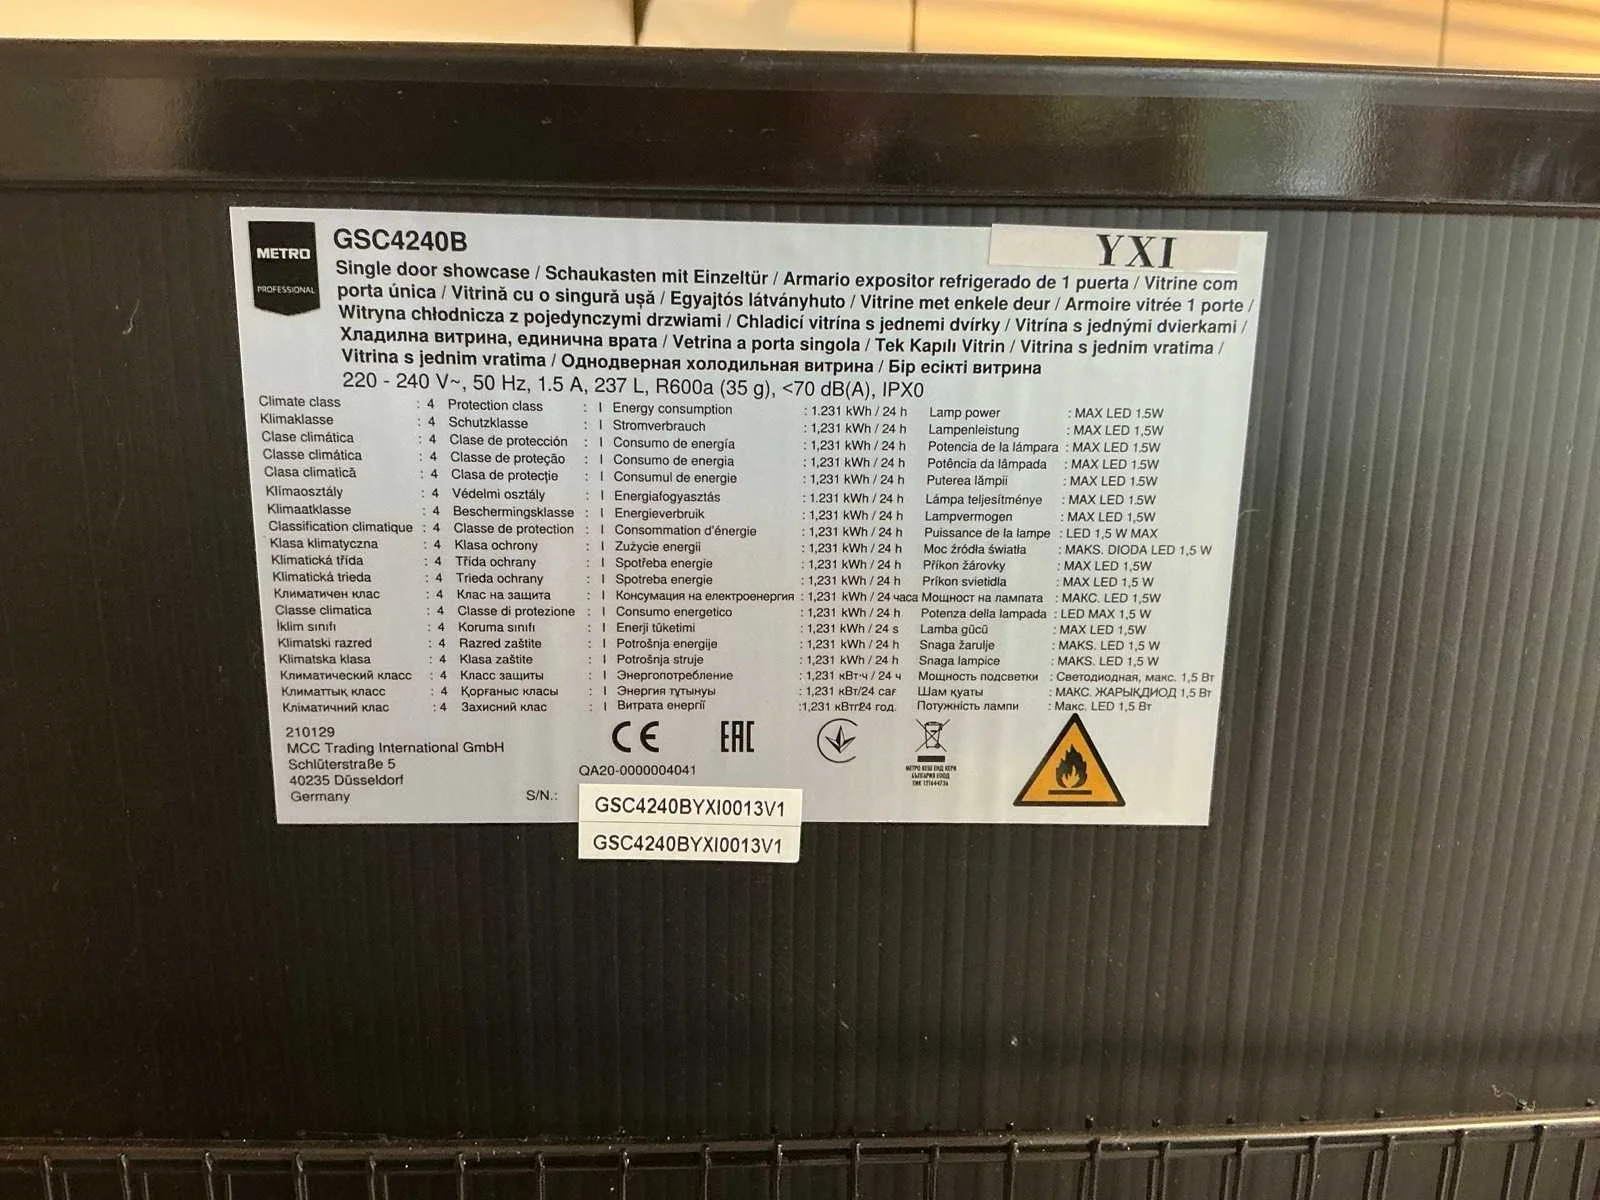 METRO
PROFESSIONAL
GSC4240B
YXI
Single door showcase / Schaukasten mit Einzeltür / Armario expositor refrigerado de 1 puerta / Vitrine com
porta única / Vitrină cu o singură ușă / Egyajtós látványhuto / Vitrine met enkele deur / Armoire vitrée 1 porte /
Witryna chłodnicza z pojedynczymi drzwiami / Chladicí vitrína s jednemi dvírky / Vitrína s jednými dvierkami /
Хладилна витрина, единична врата / Vetrina a porta singola / Tek Kapılı Vitrin / Vitrina s jednim vratima /
Vitrina s jednim vratima / Однодверная холодильная витрина / Бір есікті витрина
220 - 240 V~, 50 Hz, 1.5 A, 237 L, R600a (35 g), <70 dB(A), IPX0
Climate class : 4 Protection class : I Energy consumption : 1.231 kWh / 24 h Lamp power : MAX LED 1.5W
Klimaklasse : 4 Schutzklasse : I Stromverbrauch : 1,231 kWh / 24 h Lampenleistung : MAX LED 1,5W
Clase climática : 4 Clase de protección : I Consumo de energía : 1,231 kWh / 24 h Potencia de la lámpara : MAX LED 1.5W
Classe climática : 4 Classe de proteção : I Consumo de energia : 1,231 kWh / 24 h Potência da lâmpada : MAX LED 1.5W
Clasa climatică : 4 Clasa de protecție : I Consumul de energie : 1,231 kWh / 24 h Puterea lămpii : MAX LED 1.5W
Klímaosztály : 4 Védelmi osztály : I Energiafogyasztás : 1.231 kWh / 24 h Lámpa teljesítménye : MAX LED 1.5W
Klimaatklasse : 4 Beschermingsklasse : I Energieverbruik : 1,231 kWh / 24 h Lampvermogen : MAX LED 1,5W
Classification climatique : 4 Classe de protection : I Consommation d'énergie : 1,231 kWh / 24 h Puissance de la lampe : LED 1,5 W MAX
Klasa klimatyczna : 4 Klasa ochrony : I Zużycie energii : 1,231 kWh / 24 h Moc źródła światła : MAKS. DIODA LED 1,5 W
Klimatická třída : 4 Třída ochrany : I Spotřeba energie : 1,231 kWh / 24 h Příkon žárovky : MAX LED 1,5 W
Klimatická trieda : 4 Trieda ochrany : I Spotreba energie : 1,231 kWh / 24 h Príkon svietidla : MAX LED 1,5 W
Климатичен клас : 4 Клас на защита : I Консумация на електроенергия : 1,231 kWh / 24 часа Мощност на лампата : МАКС. LED 1,5W
Classe climatica : 4 Classe di protezione : I Consumo energetico : 1,231 kWh / 24 h Potenza della lampada : LED MAX 1,5 W
İklim sınıfı : 4 Koruma sınıfı : I Enerji tüketimi : 1,231 kWh / 24 s Lamba gücü : MAX LED 1,5W
Klimatski razred : 4 Razred zaštite : I Potrošnja energije : 1,231 kWh / 24 h Snaga žarulje : MAKS. LED 1,5 W
Klimatska klasa : 4 Klasa zaštite : I Potrošnja struje : 1,231 kWh / 24 h Snaga lampice : MAKS. LED 1,5 W
Климатический класс : 4 Класс защиты : I Энергопотребление : 1,231 кВт·ч / 24 ч Мощность подсветки : Светодиодная, макс. 1,5 Вт
Климаттық класс : 4 Қорғаныс класы : I Энергия тұтынуы : 1,231 кВт/24 сағ Шам қуаты : МАКС. ЖАРЫҚДИОД 1,5 Вт
Кліматичний клас : 4 Захисний клас : I Витрата енергії :1,231 кВтг24 год. Потужність лампи : Макс. LED 1,5 Вт
210129
MCC Trading International GmbH
Schlüterstraße 5
40235 Düsseldorf
Germany
CE
EAC
QA20-0000004041
МЕТРО КЕШ ЕНД КЕРИ
БЪЛГАРИЯ ЕООД
ЕИК 121644736
S/N.:
GSC4240BYXI0013V1
GSC4240BYXI0013V1